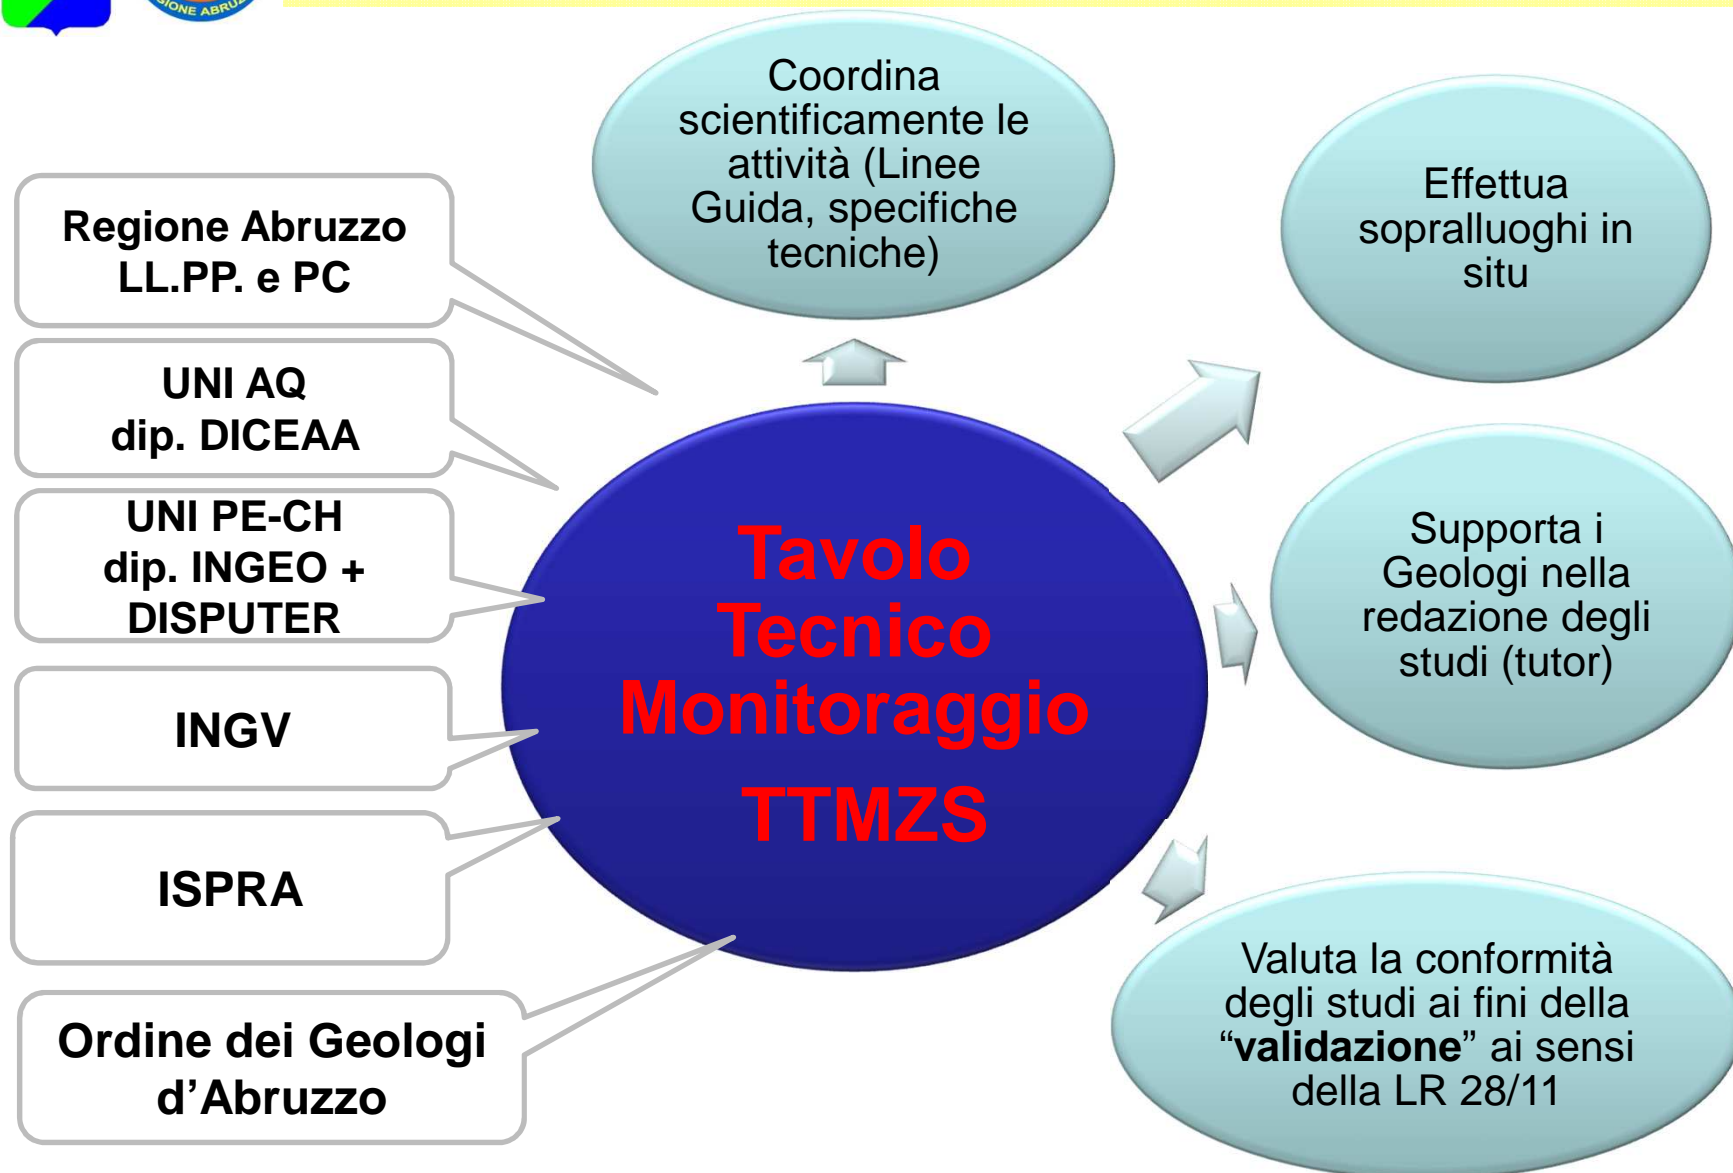 REGIONE ABRUZ
Coordina
scientificamente le
attività (Linee
Guida, specifiche
tecniche)
Effettua
sopralluoghi in
situ
Regione Abruzzo
LL.PP. e PC
UNI AQ
dip. DICEAA
UNI PE-CH
dip. INGEO +
DISPUTER
INGV
ISPRA
Ordine dei Geologi
d’Abruzzo
Tavolo
Tecnico
Monitoraggio
TTMZS
Supporta i
Geologi nella
redazione degli
studi (tutor)
Valuta la conformità
degli studi ai fini della
“validazione” ai sensi
della LR 28/11